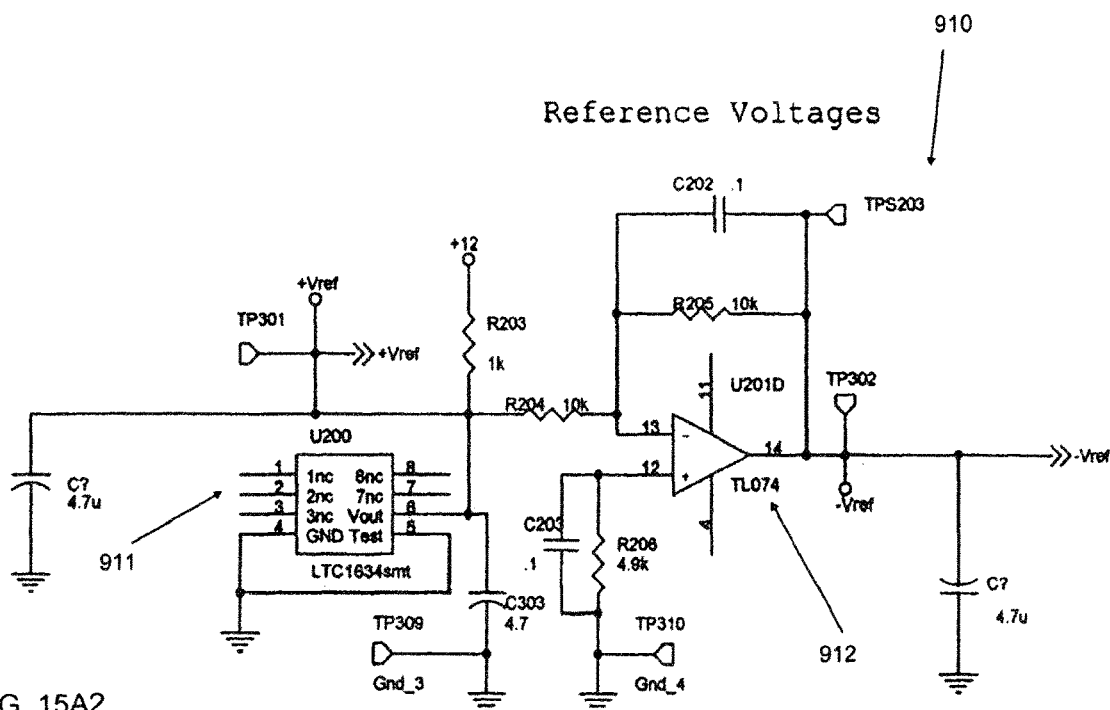 910
Reference Voltages
C202 .1
TPS203
+12
+Vref
R205 10k
TP301
R203
+Vref
1k
11
U201D
TP302
R204 10k
U200
13
-
14
-Vref
C?
4.7u
1 1nc 8nc 8
2 2nc 7nc 7
3 3nc Vout 6
4 GND Test 5
12
+
TL074
-Vref
911
C203
R206
4
LTC1634smt
.1
4.9k
C303
4.7
C?
4.7u
TP309
TP310
912
Gnd_3
Gnd_4
G. 15A2